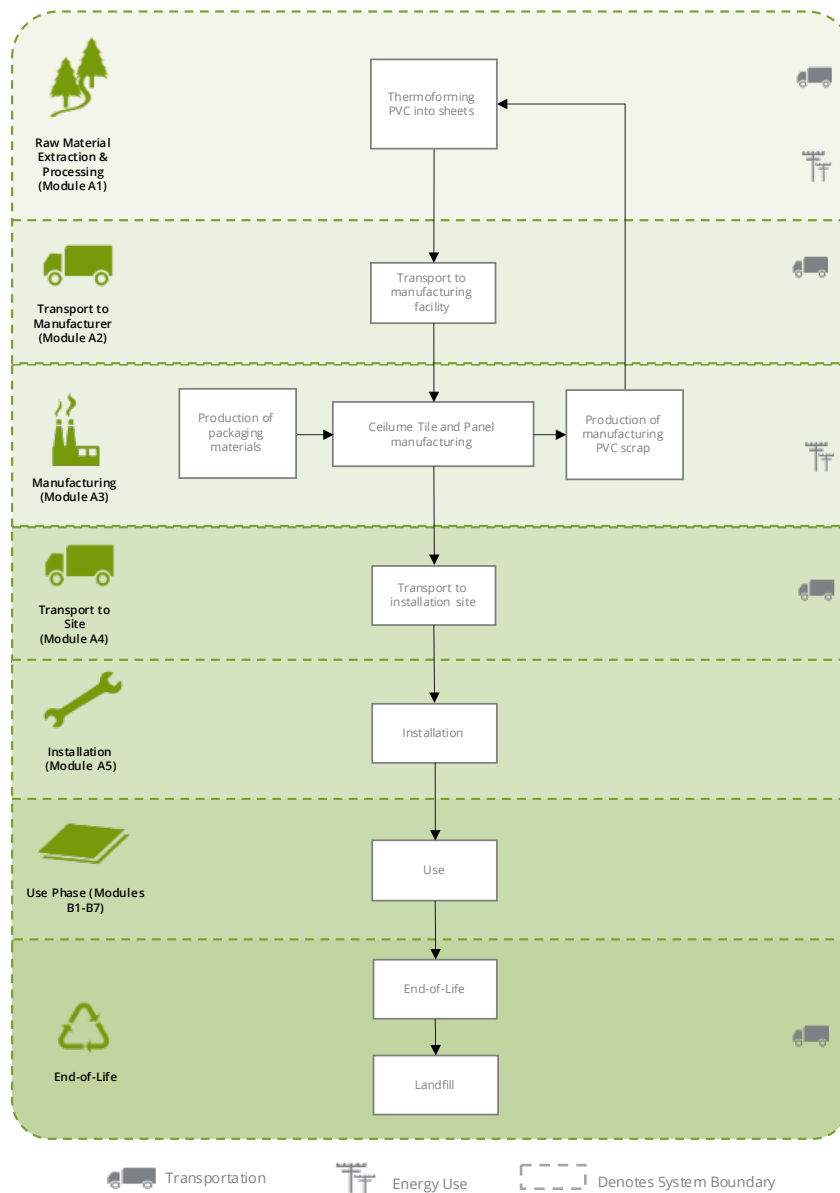 Thermoforming
PVC into sheets
Raw Material
Extraction &
Processing
(Module A1)
Transport to
Manufacturer
(Module A2)
Transport to
manufacturing
facility
Production of
packaging
materials
Ceilume Tile and Panel
manufacturing
Production of
manufacturing
PVC scrap
Manufacturing
(Module A3)
Transport to
Site
(Module A4)
Transport to
installation site
Installation
(Module A5)
Installation
Use Phase (Modules
B1-B7)
Use
End-of-Life
End-of-Life
Landfill
Transportation
Energy Use
Denotes System Boundary